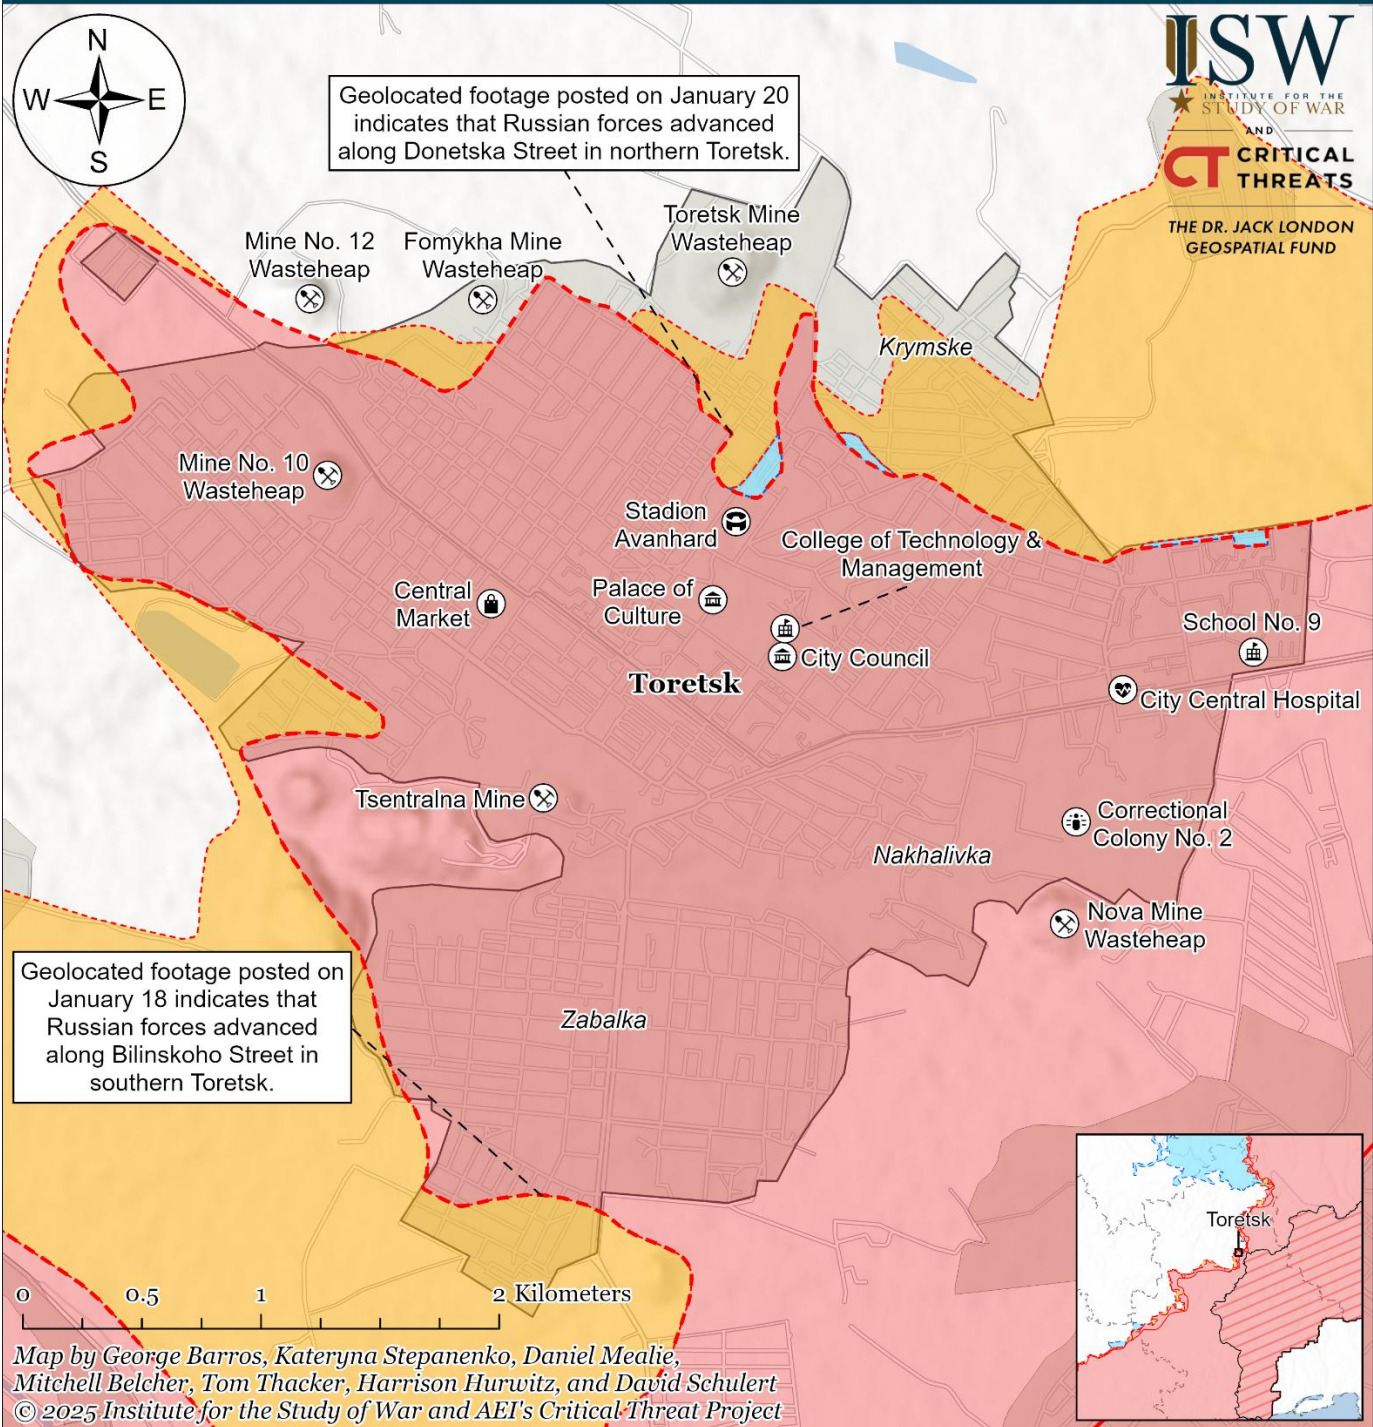 N
W
E
S
Geolocated footage posted on January 20
indicates that Russian forces advanced
along Donetska Street in northern Toretsk.
ISW
INSTITUTE FOR THE
STUDY OF WAR
AND
CT CRITICAL
THREATS
THE DR. JACK LONDON
GEOSPATIAL FUND
Toretsk Mine
Wasteheap
Mine No. 12
Wasteheap
Fomykha Mine
Wasteheap
Krymske
Mine No. 10
Wasteheap
Stadion
Avanhard
College of Technology &
Management
Central
Market
Palace of
Culture
School No. 9
City Council
Toretsk
City Central Hospital
Tsentralna Mine
Correctional
Colony No. 2
Nakhalivka
Nova Mine
Wasteheap
Geolocated footage posted on
January 18 indicates that
Russian forces advanced
along Bilinskoho Street in
southern Toretsk.
Zabalka
Toretsk
0 0.5 1 2 Kilometers
Map by George Barros, Kateryna Stepanenko, Daniel Mealie,
Mitchell Belcher, Tom Thacker, Harrison Hurwitz, and David Schulert
© 2025 Institute for the Study of War and AEI's Critical Threat Project